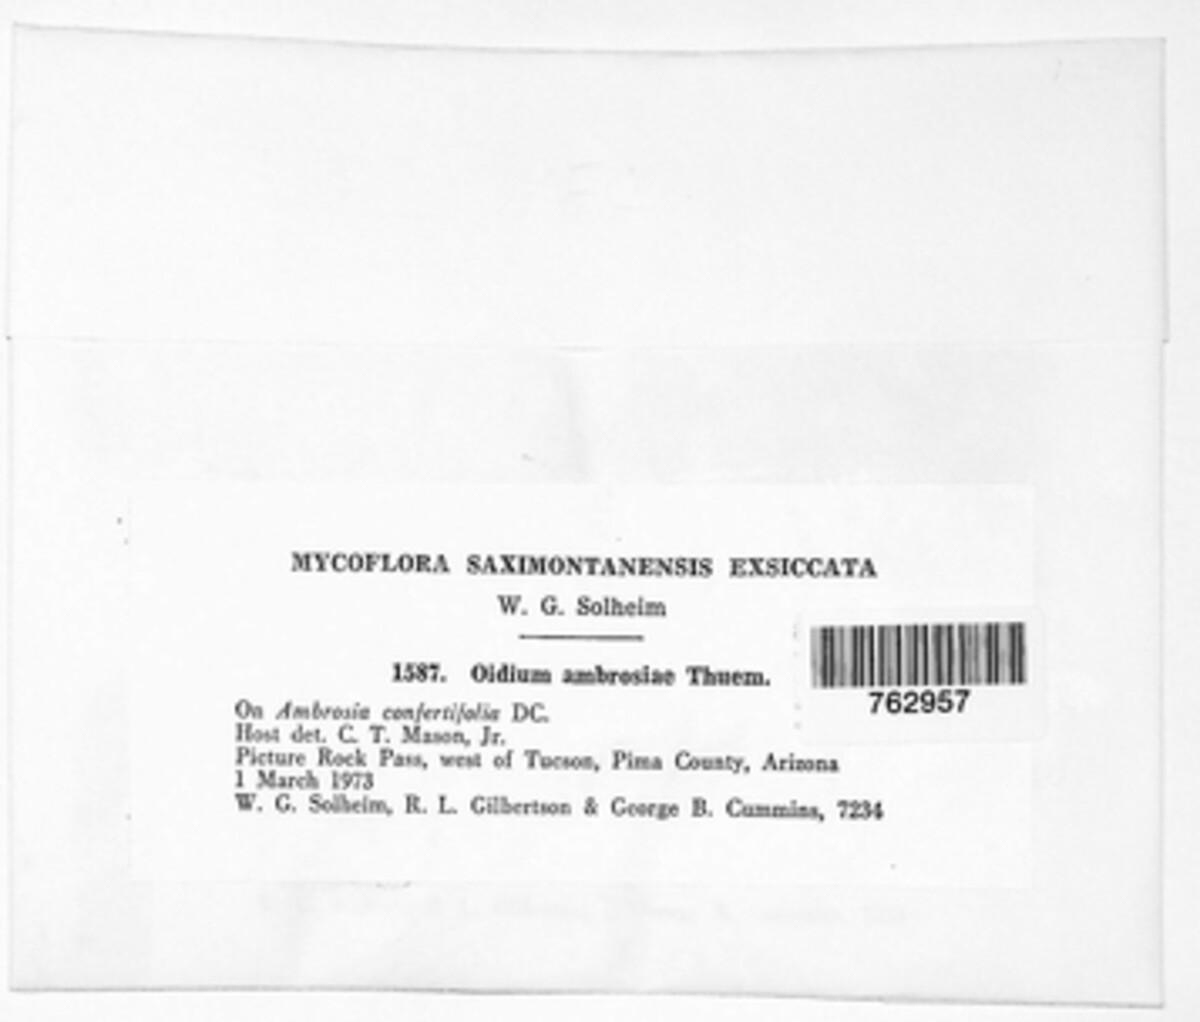 MYCOFLORA SAXIMONTANENSIS EXSICCATA
W. G. Solheim
1587. Oidium ambrosiae Thuem.
762957
On Ambrosia confertifolia DC.
Host det. C. T. Mason, Jr.
Picture Rock Pass, west of Tucson, Pima County, Arizona
1 March 1973
W. G. Solheim, R. L. Gilbertson & George B. Cummins, 7234